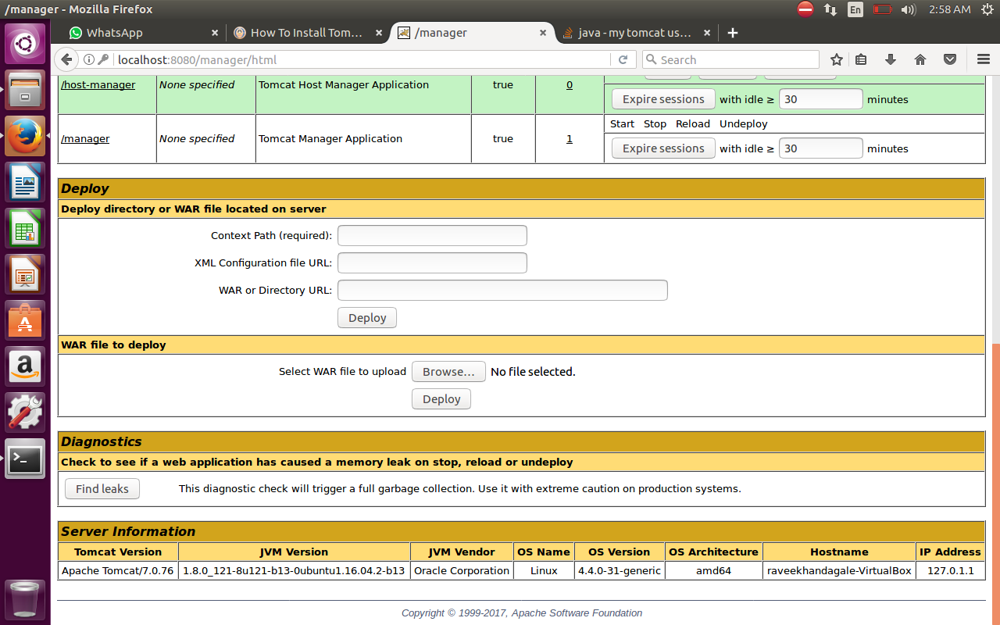 /manager - Mozilla Firefox
En
2:58 AM
WhatsApp
How To Install Tom...
/manager
java - my tomcat us...
localhost:8080/manager/html
Search
/host-manager None specified Tomcat Host Manager Application true 0
Expire sessions with idle ≥ 30 minutes
Start Stop Reload Undeploy
/manager None specified Tomcat Manager Application true 1
Expire sessions with idle ≥ 30 minutes
Deploy
Deploy directory or WAR file located on server
Context Path (required):
XML Configuration file URL:
WAR or Directory URL:
Deploy
WAR file to deploy
Select WAR file to upload Browse... No file selected.
Deploy
Diagnostics
Check to see if a web application has caused a memory leak on stop, reload or undeploy
Find leaks This diagnostic check will trigger a full garbage collection. Use it with extreme caution on production systems.
Server Information
Tomcat Version JVM Version JVM Vendor OS Name OS Version OS Architecture Hostname IP Address
Apache Tomcat/7.0.76 1.8.0_121-8u121-b13-0ubuntu1.16.04.2-b13 Oracle Corporation Linux 4.4.0-31-generic amd64 raveekhandagale-VirtualBox 127.0.1.1
Copyright © 1999-2017, Apache Software Foundation